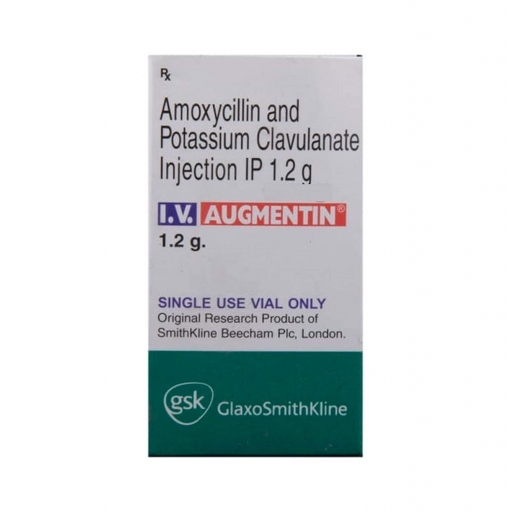 Rx
Amoxycillin and
Potassium Clavulanate
Injection IP 1.2 g
I.V. AUGMENTIN®
1.2 g.
SINGLE USE VIAL ONLY
Original Research Product of
SmithKline Beecham Plc, London.
gsk GlaxoSmithKline